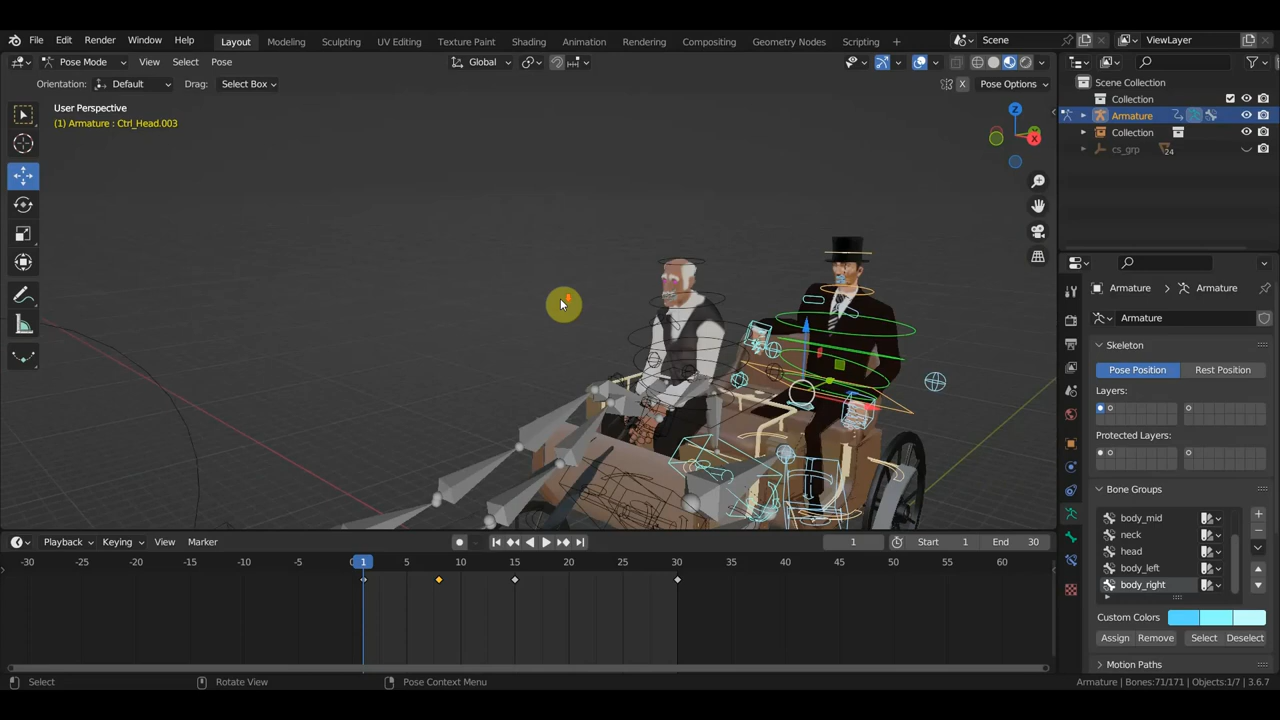 File Edit Render Window Help Layout Modeling Sculpting UV Editing Texture Paint Shading Animation Rendering Compositing Geometry Nodes Scripting + Scene ViewLayer
Pose Mode View Select Pose Global
Orientation: Default Drag: Select Box X Pose Options
User Perspective
(1) Armature : Ctrl_Head.003
Z
X
Scene Collection
Collection
Armature
Collection
cs_grp 24
Armature > Armature
Armature
Skeleton
Pose Position Rest Position
Layers:
Protected Layers:
Bone Groups
body_mid
neck
head
body_left
body_right
Custom Colors
Assign Remove Select Deselect
Motion Paths
Playback Keying View Marker 1 Start 1 End 30
-30 -25 -20 -15 -10 -5 1 5 10 15 20 25 30 35 40 45 50 55 60
Select Rotate View Pose Context Menu Armature | Bones:71/171 | Objects:1/7 | 3.6.7